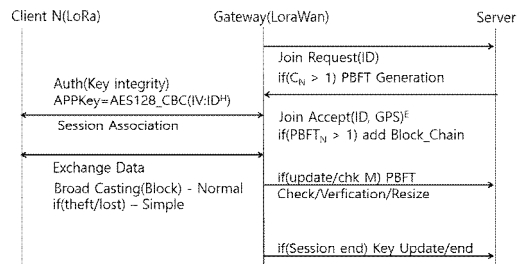 Client N(LoRa)
Gateway(LoraWan)
Server
Join Request(ID)
if(CN > 1) PBFT Generation
Auth(Key integrity)
APPKey=AES128_CBC(IV:IDH)
Session Association
Join Accept(ID, GPS)E
if(PBFTN > 1) add Block_Chain
Exchange Data
Broad Casting(Block) - Normal
if(theft/lost) – Simple
if(update/chk M) PBFT
Check/Verfication/Resize
if(Session end) Key Update/end